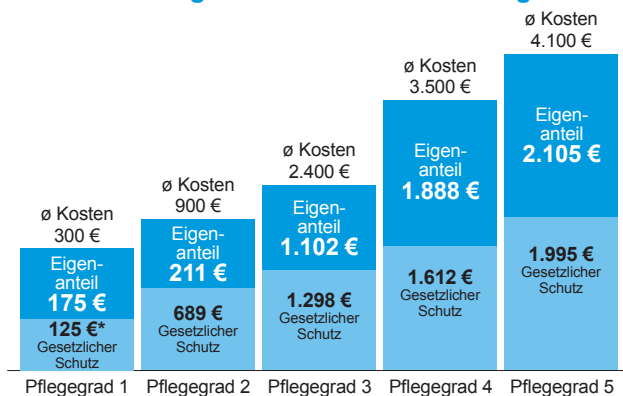 ø Kosten
300 €
Eigen-
anteil
175 €
125 €*
Gesetzlicher
Schutz
Pflegegrad 1
ø Kosten
900 €
Eigen-
anteil
211 €
689 €
Gesetzlicher
Schutz
Pflegegrad 2
ø Kosten
2.400 €
Eigen-
anteil
1.102 €
1.298 €
Gesetzlicher
Schutz
Pflegegrad 3
ø Kosten
3.500 €
Eigen-
anteil
1.888 €
1.612 €
Gesetzlicher
Schutz
Pflegegrad 4
ø Kosten
4.100 €
Eigen-
anteil
2.105 €
1.995 €
Gesetzlicher
Schutz
Pflegegrad 5